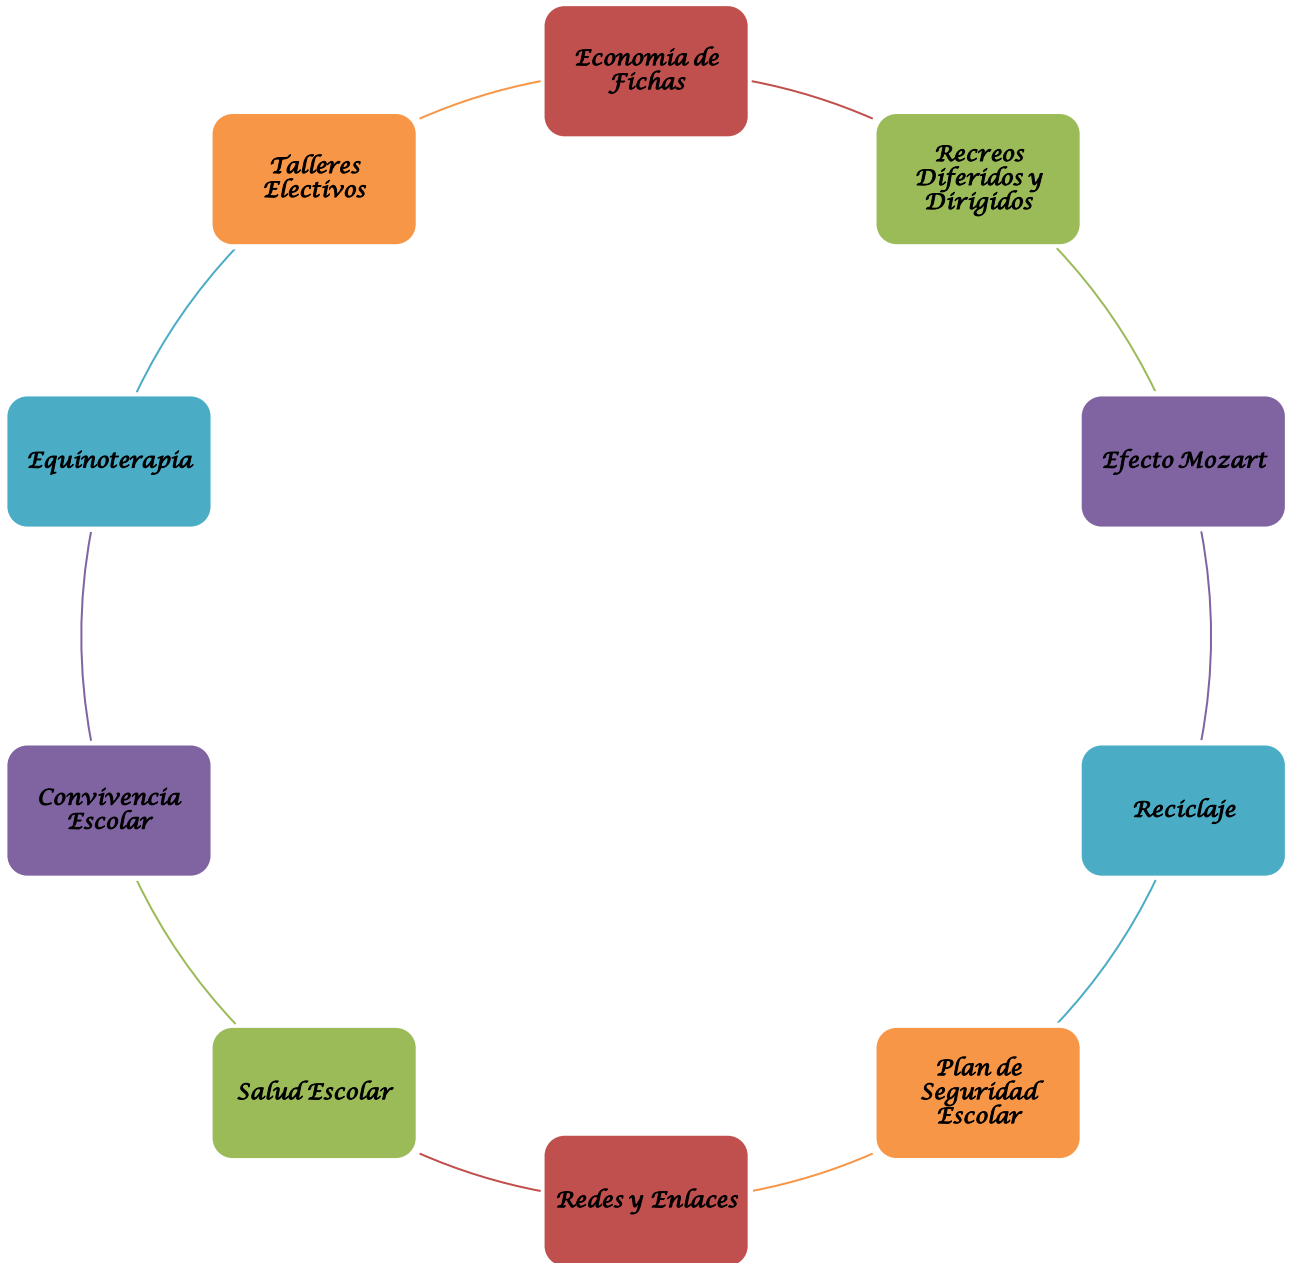 Economía de
Fichas
Recreos
Diferidos y
Dirigidos
Efecto Mozart
Reciclaje
Plan de
Seguridad
Escolar
Redes y Enlaces
Salud Escolar
Convivencia
Escolar
Equinoterapia
Talleres
Electivos